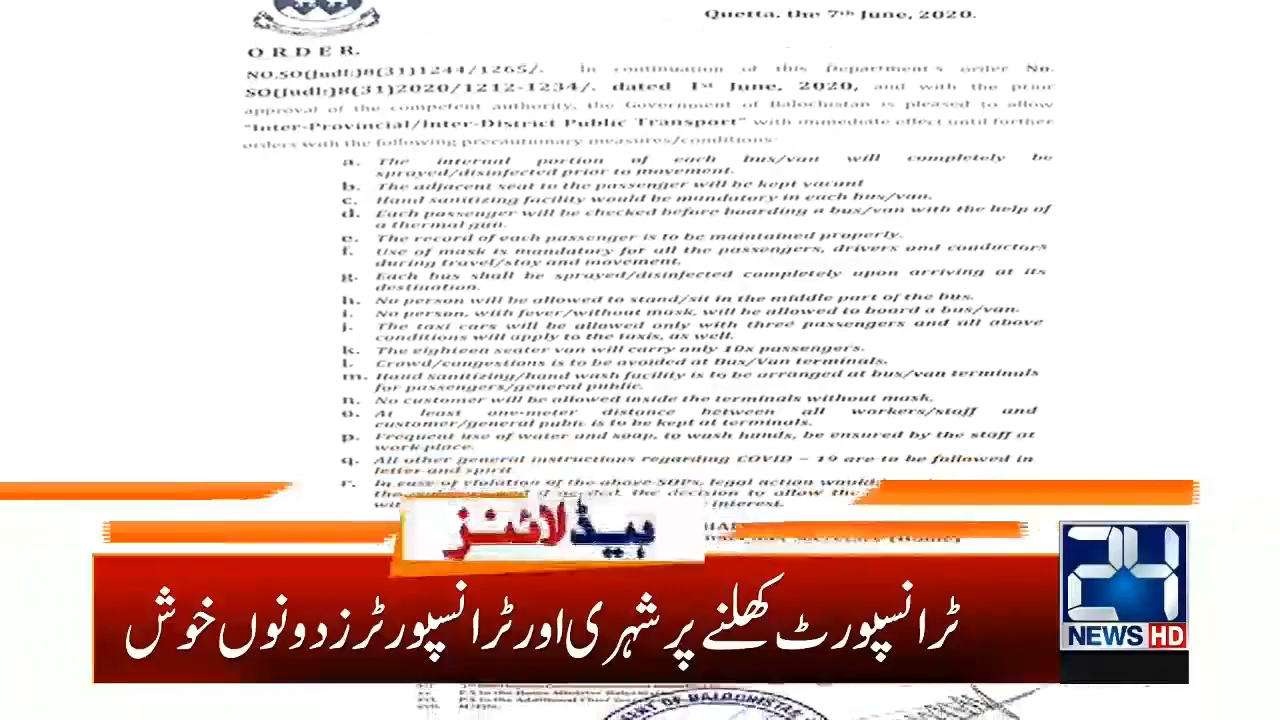 Quetta, the 7th June, 2020.
O R D E R.
NO.SO(Judl:)8(31)1244/1265/. In continuation of this Department's order No.
SO(Judl:)8(31)2020/1212-1234/. dated 1st June, 2020, and with the prior
approval of the competent authority, the Government of Balochistan is pleased to allow
"Inter-Provincial/Inter-District Public Transport" with immediate effect until further
orders with the following precautionary measures/conditions:
a. The internal portion of each bus/van will completely be
sprayed/disinfected prior to movement.
b. The adjacent seat to the passenger will be kept vacant
c. Hand sanitizing facility would be mandatory in each bus/van.
d. Each passenger will be checked before boarding a bus/van with the help of
a thermal gun.
e. The record of each passenger is to be maintained properly.
f. Use of mask is mandatory for all the passengers, drivers and conductors
during travel/stay and movement.
g. Each bus shall be sprayed/disinfected completely upon arriving at its
destination.
h. No person will be allowed to stand/sit in the middle part of the bus.
i. No person, with fever/without mask, will be allowed to board a bus/van.
j. The taxi cars will be allowed only with three passengers and all above
conditions will apply to the taxis, as well.
k. The eighteen seater van will carry only 10x passengers.
l. Crowd/congestions is to be avoided at Bus/Van terminals.
m. Hand sanitizing/hand wash facility is to be arranged at bus/van terminals
for passengers/general public.
n. No customer will be allowed inside the terminals without mask.
o. At least one-meter distance between all workers/staff and
customer/general public is to be kept at terminals.
p. Frequent use of water and soap, to wash hands, be ensured by the staff at
work place.
q. All other general instructions regarding COVID – 19 are to be followed in
letter and spirit
r. In case of violation of the above SOPs, legal action would
if needed, the decision to allow the
interest.
ہیڈلائنز
ٹرانسپورٹ کھلنے پر شہری اور ٹرانسپورٹرز دونوں خوش
24
NEWS HD